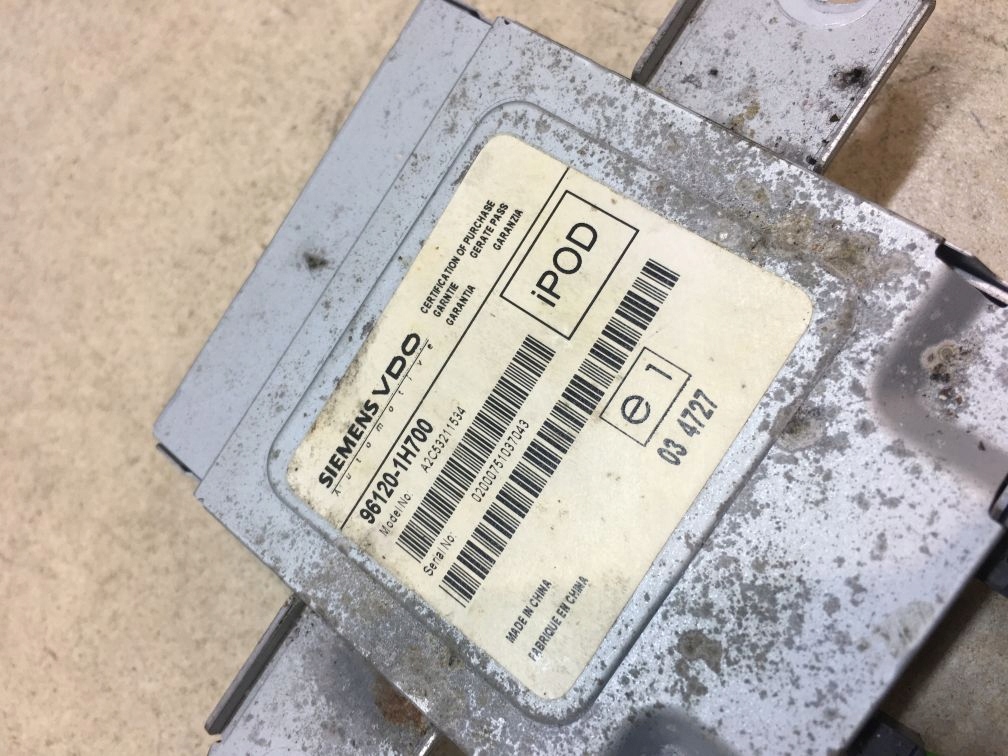 SIEMENS VDO
Automotive
CERTIFICATION OF PURCHASE
GARNTIE GERATE PASS
GARANTIA GARANZIA
96120-1H700
iPOD
Model No: A2C53211534
Serial No: 02000751037043
e 1
03 4727
MADE IN CHINA
FABRIQUE EN CHINA